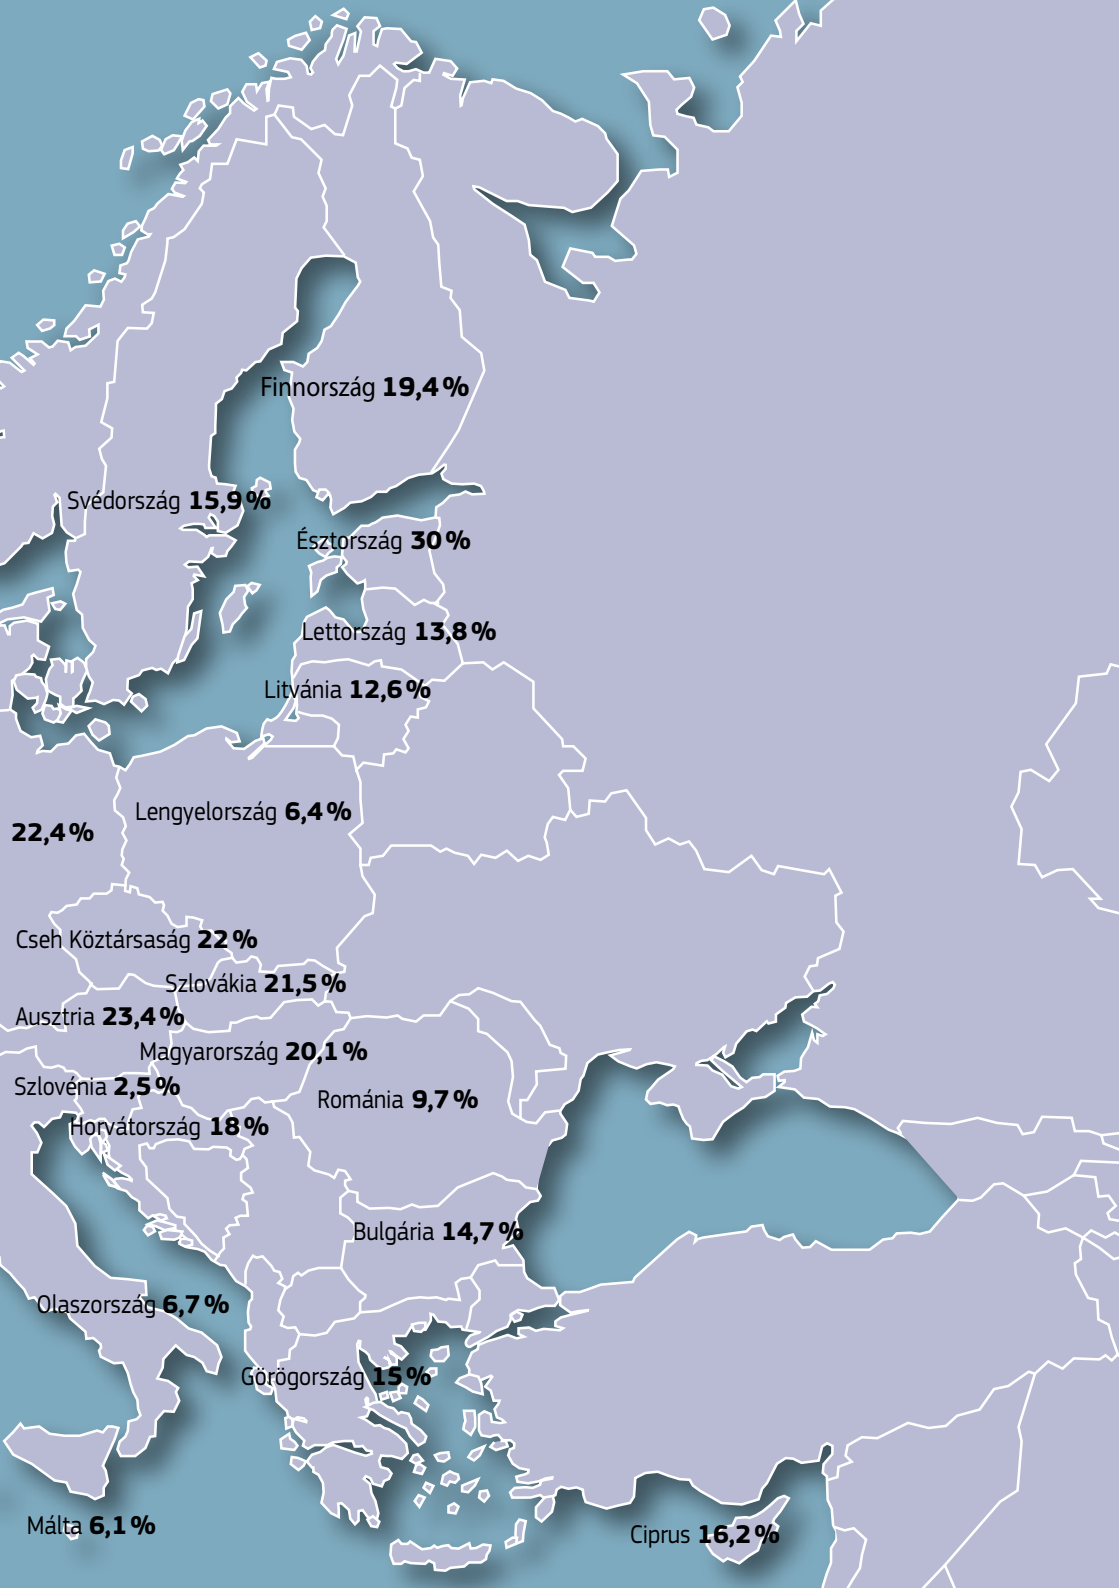 Finnország 19,4 %
Svédország 15,9 %
Észtország 30 %
Lettország 13,8 %
Litvánia 12,6 %
Lengyelország 6,4 %
22,4 %
Cseh Köztársaság 22 %
Szlovákia 21,5 %
Ausztria 23,4 %
Magyarország 20,1 %
Szlovénia 2,5 %
Románia 9,7 %
Horvátország 18 %
Bulgária 14,7 %
Olaszország 6,7 %
Görögország 15 %
Málta 6,1 %
Ciprus 16,2 %